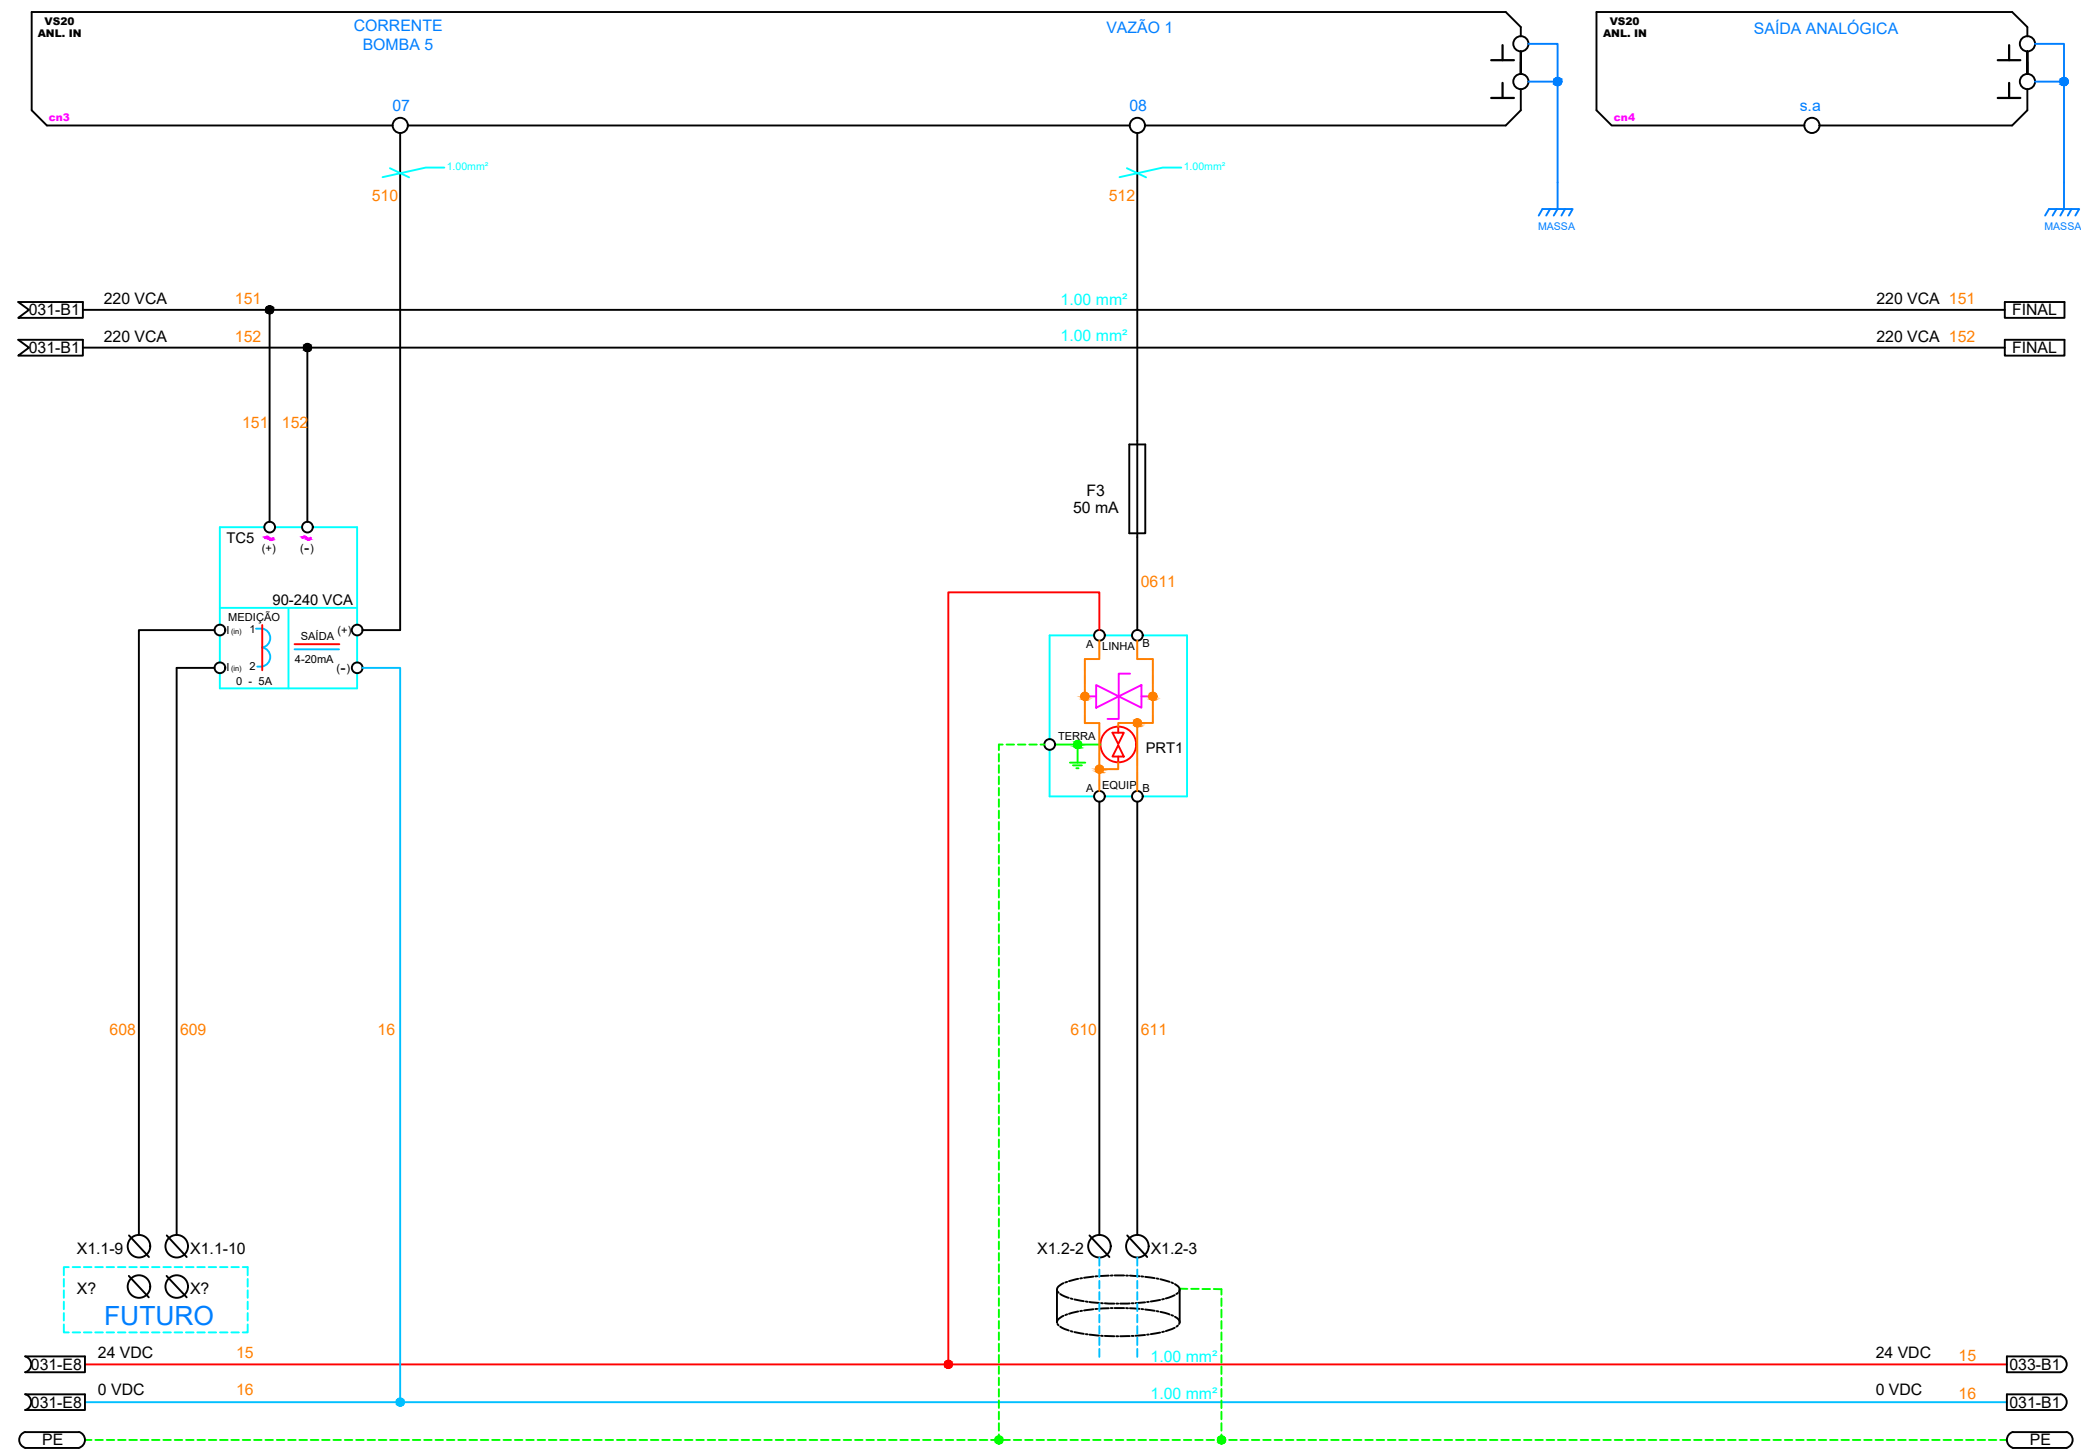 VS20
ANL. IN
CORRENTE
BOMBA 5
VAZÃO 1
VS20
ANL. IN
SAÍDA ANALÓGICA
cn3
07
08
cn4
s.a
1.00mm²
1.00mm²
510
512
MASSA
MASSA
031-B1
220 VCA
151
1.00 mm²
220 VCA
151
FINAL
031-B1
220 VCA
152
1.00 mm²
220 VCA
152
FINAL
151
152
F3
50 mA
TC5
(+)
(-)
90-240 VCA
0611
MEDIÇÃO
I (in) 1
SAÍDA
(+)
4-20mA
I (in) 2
(-)
0 - 5A
A
LINHA
B
TERRA
PRT1
A
EQUIP
B
608
609
16
610
611
X1.1-9
X1.1-10
X1.2-2
X1.2-3
X?
X?
FUTURO
031-E8
24 VDC
15
1.00 mm²
24 VDC
15
033-B1
031-E8
0 VDC
16
1.00 mm²
0 VDC
16
031-B1
PE
PE